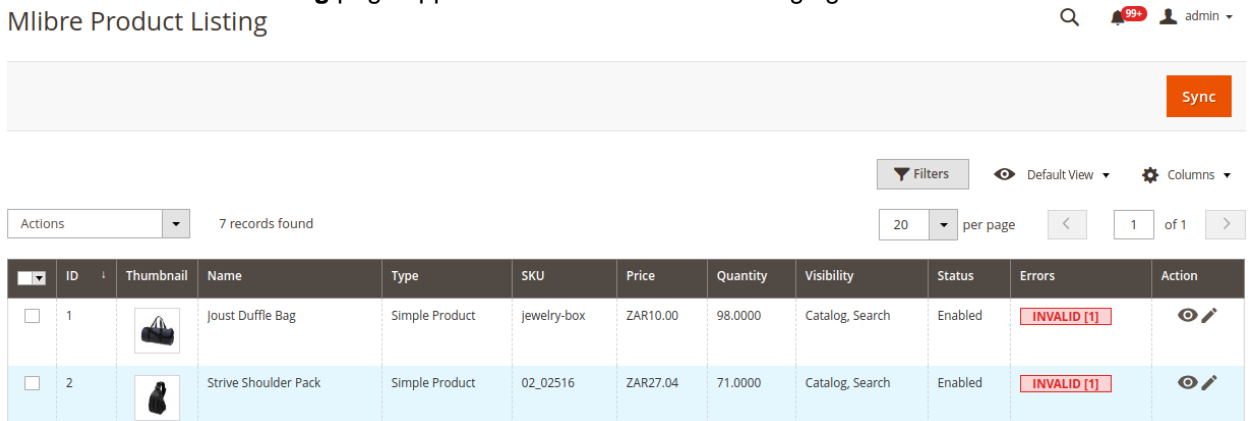 Mlibre Product Listing
99+ admin
Sync
Filters Default View Columns
Actions 7 records found 20 per page 1 of 1
ID ↓ Thumbnail Name Type SKU Price Quantity Visibility Status Errors Action
1 Joust Duffle Bag Simple Product jewelry-box ZAR10.00 98.0000 Catalog, Search Enabled INVALID [1]
2 Strive Shoulder Pack Simple Product 02_02516 ZAR27.04 71.0000 Catalog, Search Enabled INVALID [1]